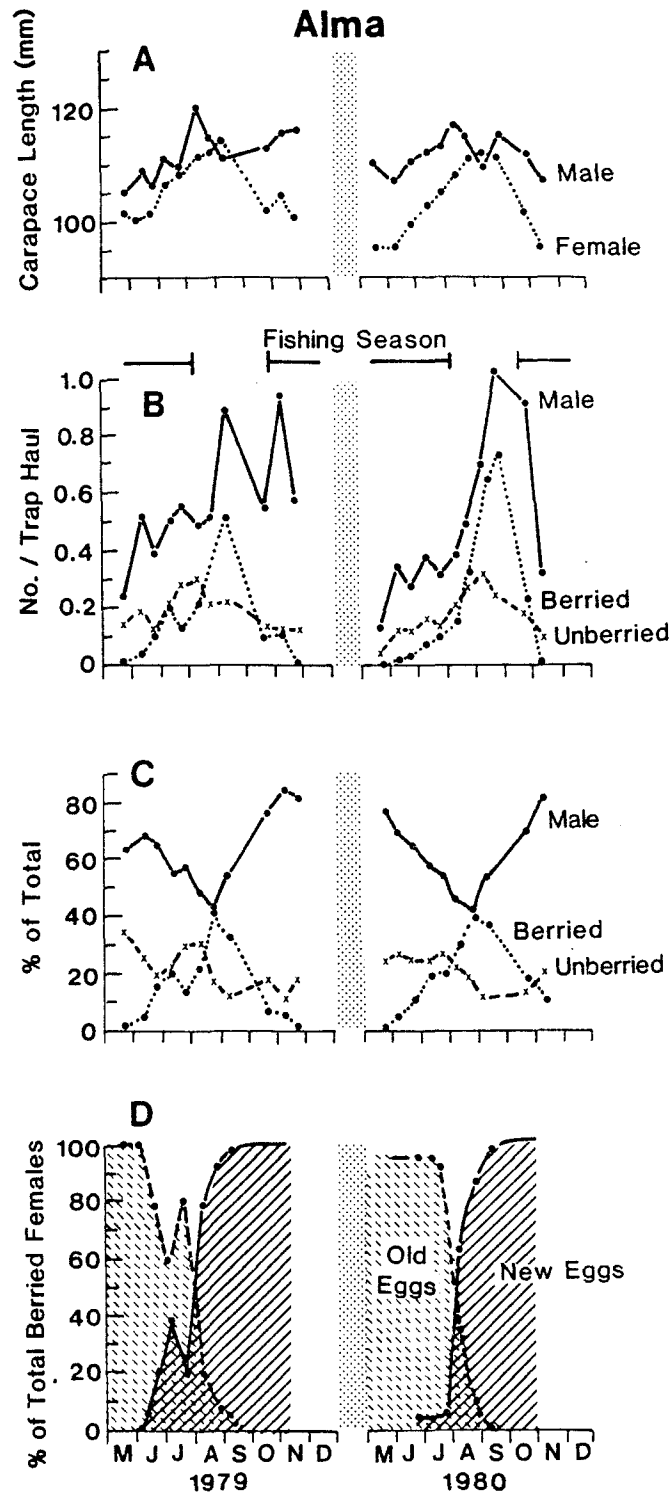 Alma
A
Carapace Length (mm)
120
100
Male
Female
Fishing Season
B
No. / Trap Haul
1.0
0.8
0.6
0.4
0.2
0
Male
Berried
Unberried
C
% of Total
80
60
40
20
0
Male
Berried
Unberried
D
% of Total Berried Females
100
80
60
40
20
0
Old
Eggs
New Eggs
M J J A S O N D
M J J A S O N D
1979
1980